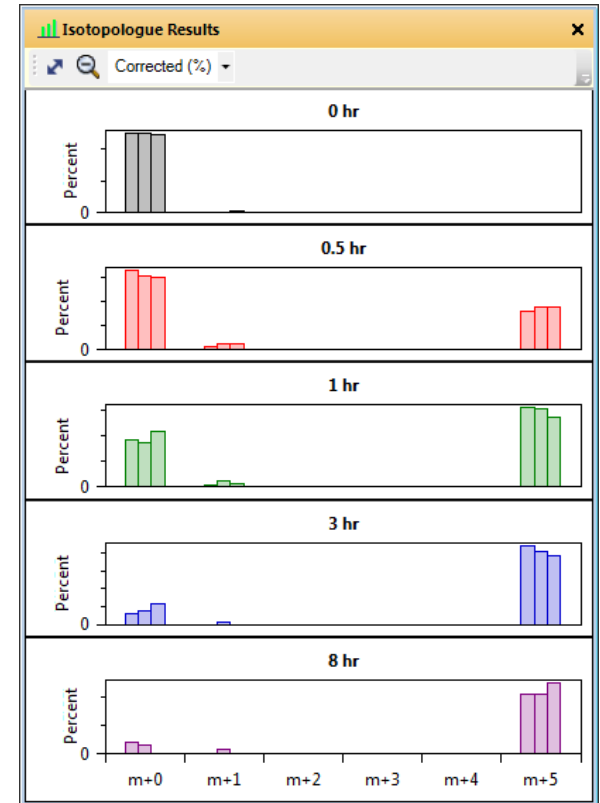 Isotopologue Results
Corrected (%)
0 hr
Percent
0
0.5 hr
Percent
0
1 hr
Percent
0
3 hr
Percent
0
8 hr
Percent
0
m+0 m+1 m+2 m+3 m+4 m+5